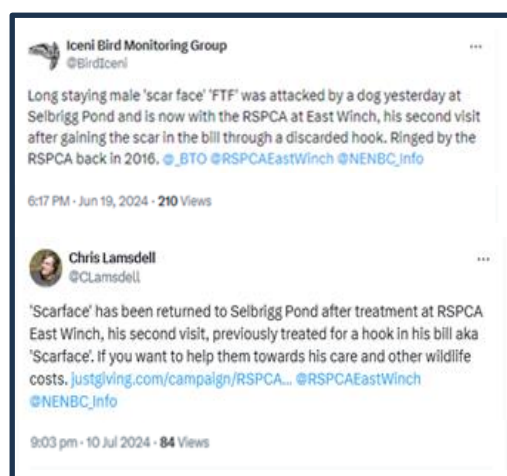 Iceni Bird Monitoring Group
@BirdIceni
Long staying male 'scar face' 'FTF' was attacked by a dog yesterday at
Selbrigg Pond and is now with the RSPCA at East Winch, his second visit
after gaining the scar in the bill through a discarded hook. Ringed by the
RSPCA back in 2016. @_BTO @RSPCAEastWinch @NENBC_Info
6:17 PM · Jun 19, 2024 · 210 Views
Chris Lamsdell
@CLamsdell
'Scarface' has been returned to Selbrigg Pond after treatment at RSPCA
East Winch, his second visit, previously treated for a hook in his bill aka
'Scarface'. If you want to help them towards his care and other wildlife
costs. justgiving.com/campaign/RSPCA... @RSPCAEastWinch
@NENBC_Info
9:03 pm · 10 Jul 2024 · 84 Views